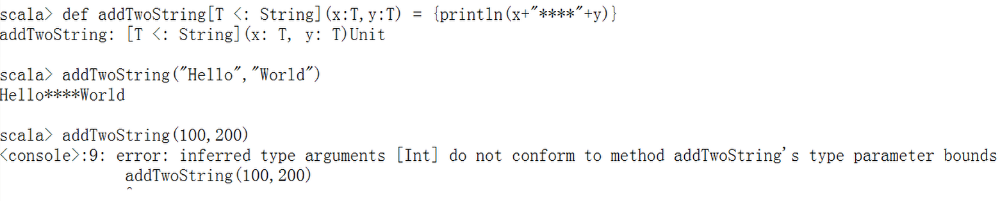 scala> def addTwoString[T <: String](x:T,y:T) = {println(x+"****"+y)}
addTwoString: [T <: String](x: T, y: T)Unit
scala> addTwoString("Hello","World")
Hello****World
scala> addTwoString(100,200)
<console>:9: error: inferred type arguments [Int] do not conform to method addTwoString's type parameter bounds
addTwoString(100,200)
^